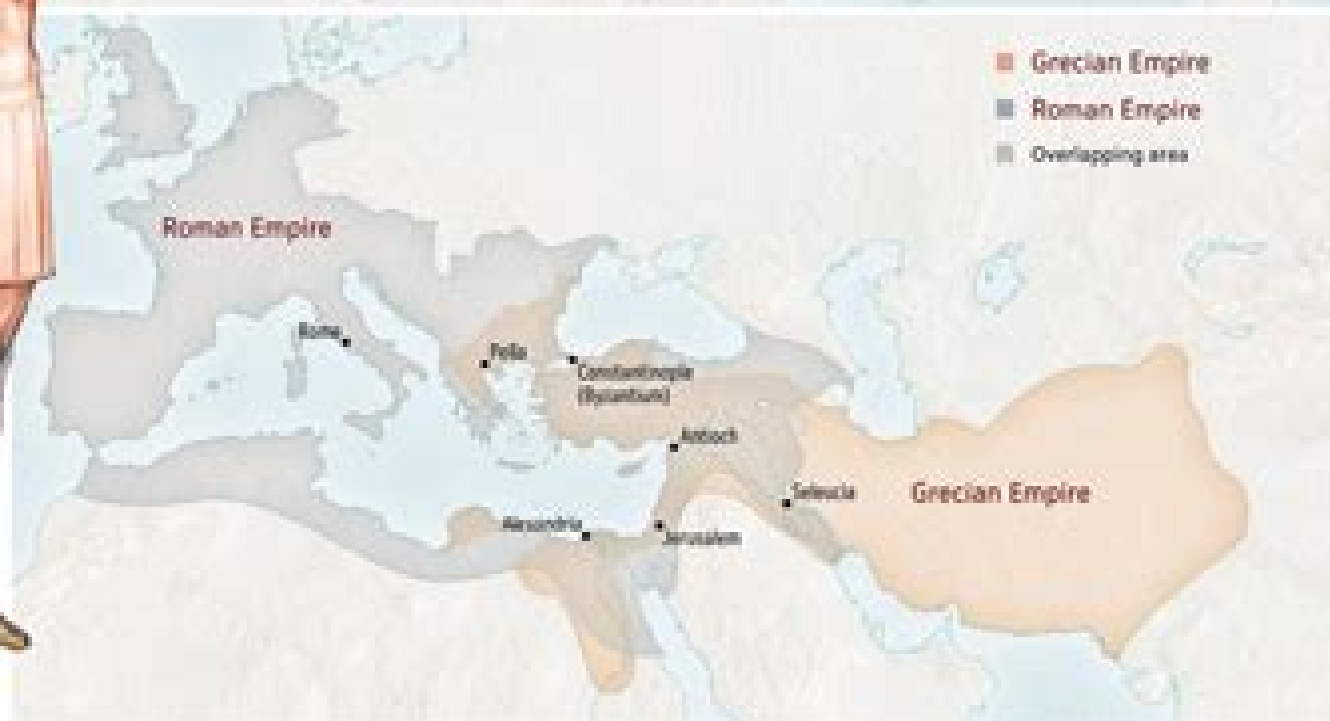 Grecian Empire
Roman Empire
Overlapping area
Roman Empire
Rome
Pella
Constantinople
(Byzantium)
Antioch
Seleucia
Grecian Empire
Alexandria
Jerusalem